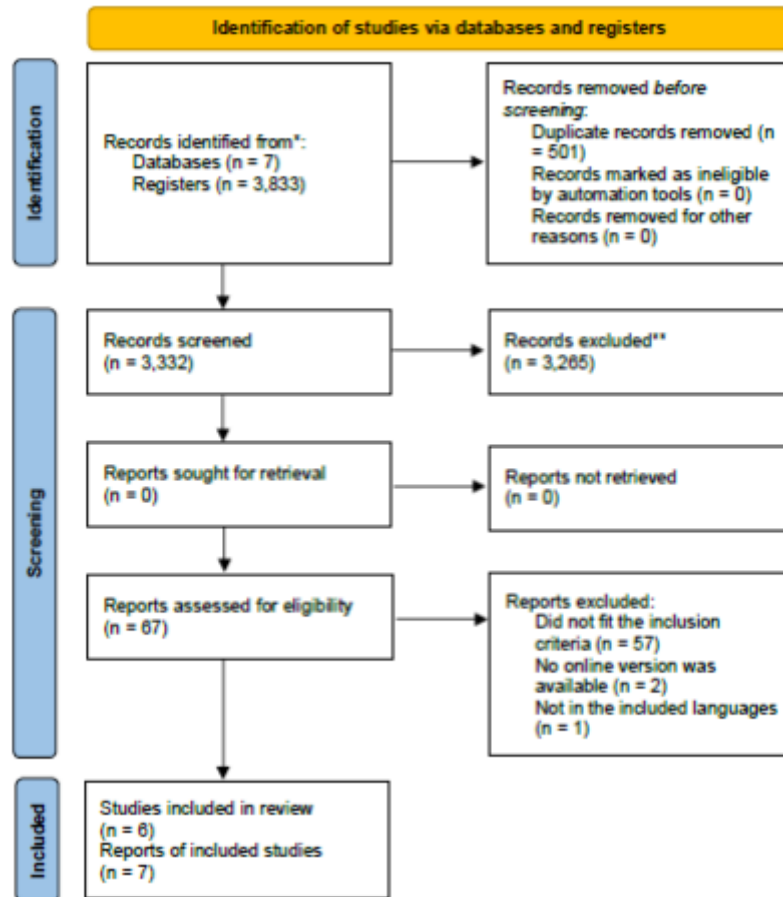 Identification of studies via databases and registers
Identification
Records identified from*:
Databases (n = 7)
Registers (n = 3,833)
Records removed before
screening:
Duplicate records removed (n
= 501)
Records marked as ineligible
by automation tools (n = 0)
Records removed for other
reasons (n = 0)
Screening
Records screened
(n = 3,332)
Records excluded**
(n = 3,265)
Reports sought for retrieval
(n = 0)
Reports not retrieved
(n = 0)
Reports assessed for eligibility
(n = 67)
Reports excluded:
Did not fit the inclusion
criteria (n = 57)
No online version was
available (n = 2)
Not in the included languages
(n = 1)
Included
Studies included in review
(n = 6)
Reports of included studies
(n = 7)